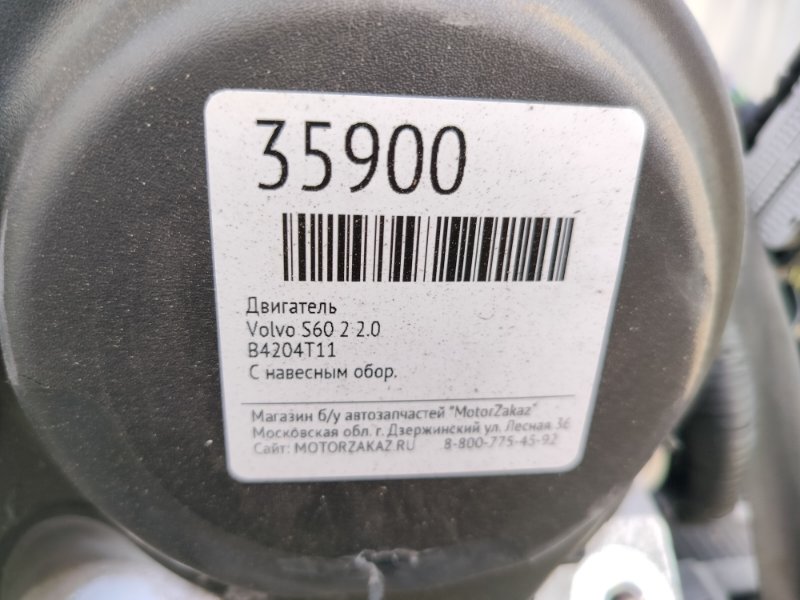 35900
Двигатель
Volvo S60 2 2.0
B4204T11
С навесным обор.
Магазин б/у автозапчастей "MotorZakaz"
Московская обл. г. Дзержинский ул. Лесная 36
Сайт: MOTORZAKAZ.RU 8-800-775-45-92